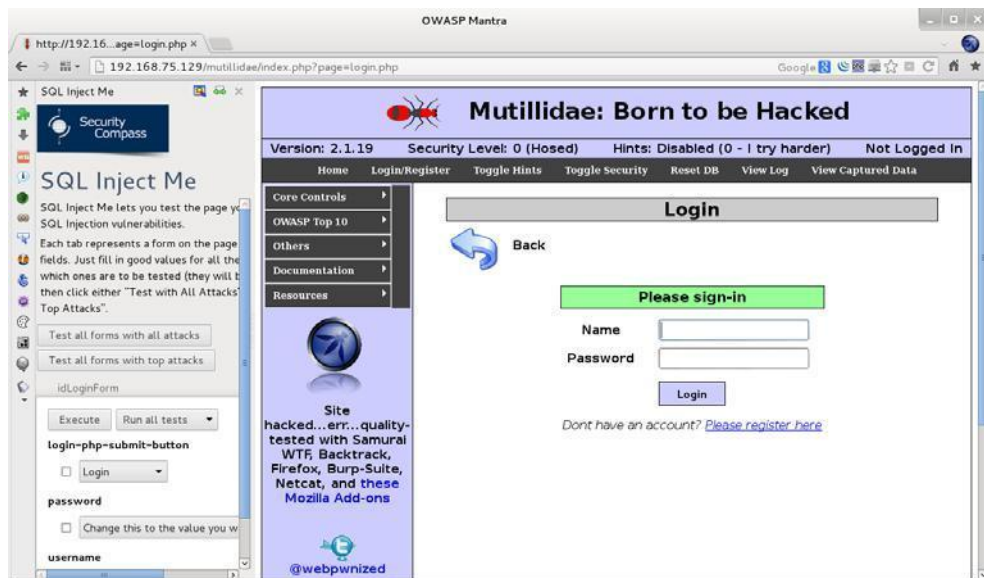 OWASP Mantra
http://192.16...age=login.php ×
192.168.75.129/mutillidae/index.php?page=login.php
Google
SQL Inject Me
Security
Compass
SQL Inject Me
SQL Inject Me lets you test the page yo
SQL Injection vulnerabilities.
Each tab represents a form on the page
fields. Just fill in good values for all the
which ones are to be tested (they will b
then click either "Test with All Attacks"
Top Attacks".
Test all forms with all attacks
Test all forms with top attacks
idLoginForm
Execute
Run all tests
login-php-submit-button
Login
password
Change this to the value you w
username
Mutillidae: Born to be Hacked
Version: 2.1.19 Security Level: 0 (Hosed) Hints: Disabled (0 - I try harder) Not Logged In
Home Login/Register Toggle Hints Toggle Security Reset DB View Log View Captured Data
Core Controls
OWASP Top 10
Others
Documentation
Resources
Site
hacked...err...quality-
tested with Samurai
WTF, Backtrack,
Firefox, Burp-Suite,
Netcat, and these
Mozilla Add-ons
@webpwnized
Login
Back
Please sign-in
Name
Password
Login
Dont have an account? Please register here